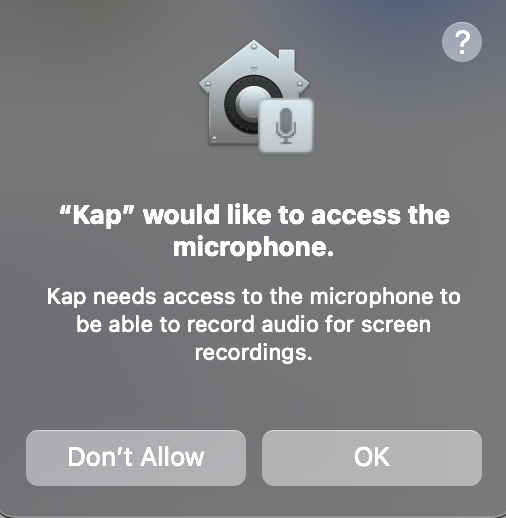 ?
“Kap” would like to access the
microphone.
Kap needs access to the microphone to
be able to record audio for screen
recordings.
Don’t Allow
OK